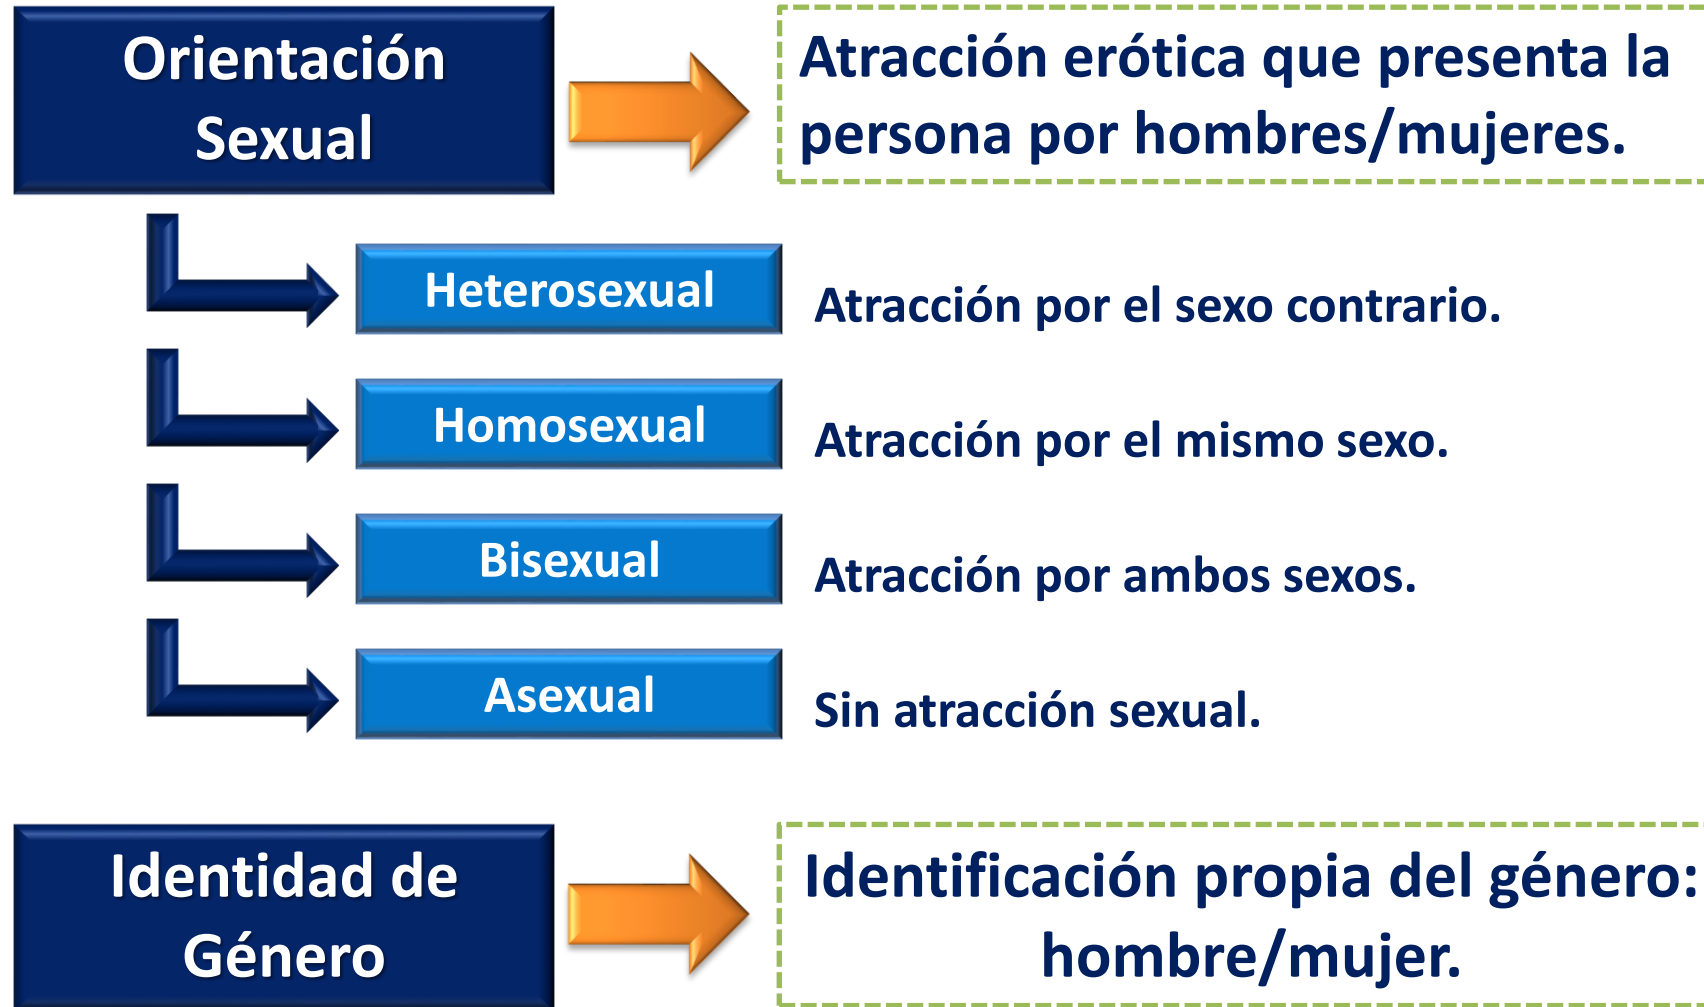 Orientación
Sexual
Atracción erótica que presenta la
persona por hombres/mujeres.
Heterosexual
Atracción por el sexo contrario.
Homosexual
Atracción por el mismo sexo.
Bisexual
Atracción por ambos sexos.
Asexual
Sin atracción sexual.
Identidad de
Género
Identificación propia del género:
hombre/mujer.